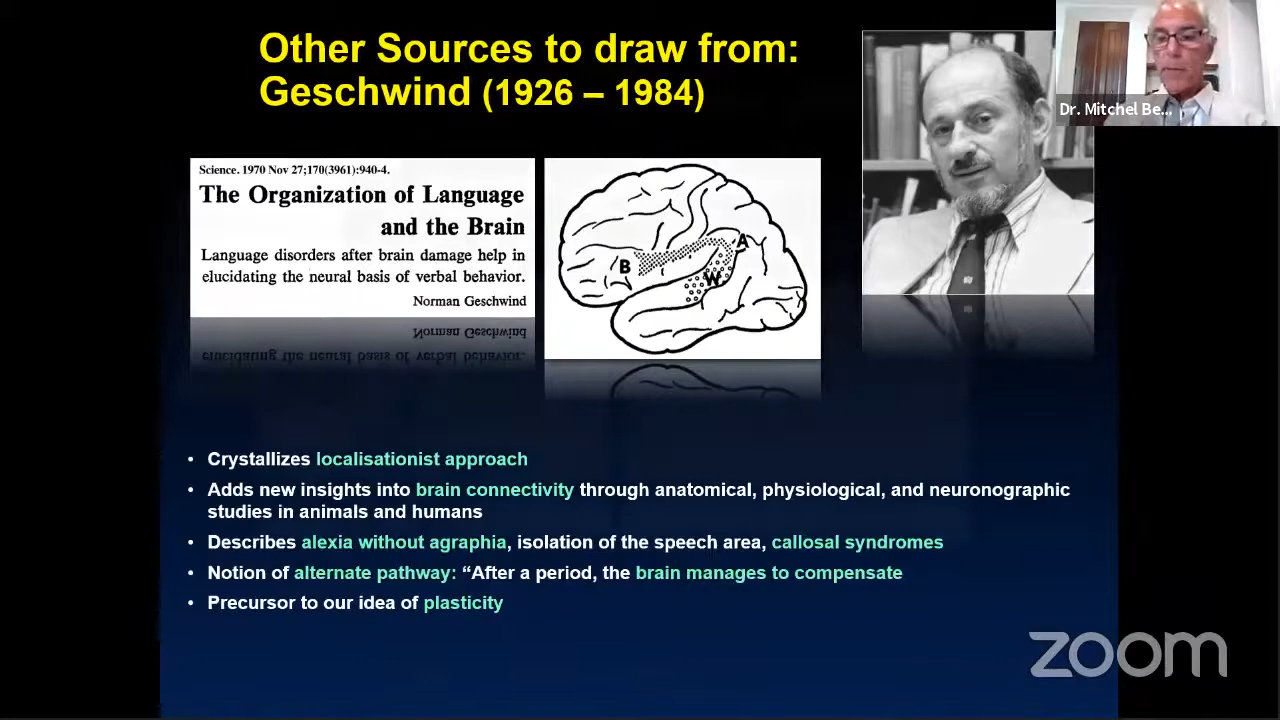 Other Sources to draw from:
Geschwind (1926 – 1984)
Dr. Mitchel Be...
Science. 1970 Nov 27;170(3961):940-4.
The Organization of Language
and the Brain
Language disorders after brain damage help in
elucidating the neural basis of verbal behavior.
Norman Geschwind
B
A
W
• Crystallizes localisationist approach
• Adds new insights into brain connectivity through anatomical, physiological, and neuronographic
studies in animals and humans
• Describes alexia without agraphia, isolation of the speech area, callosal syndromes
• Notion of alternate pathway: “After a period, the brain manages to compensate
• Precursor to our idea of plasticity
zoom